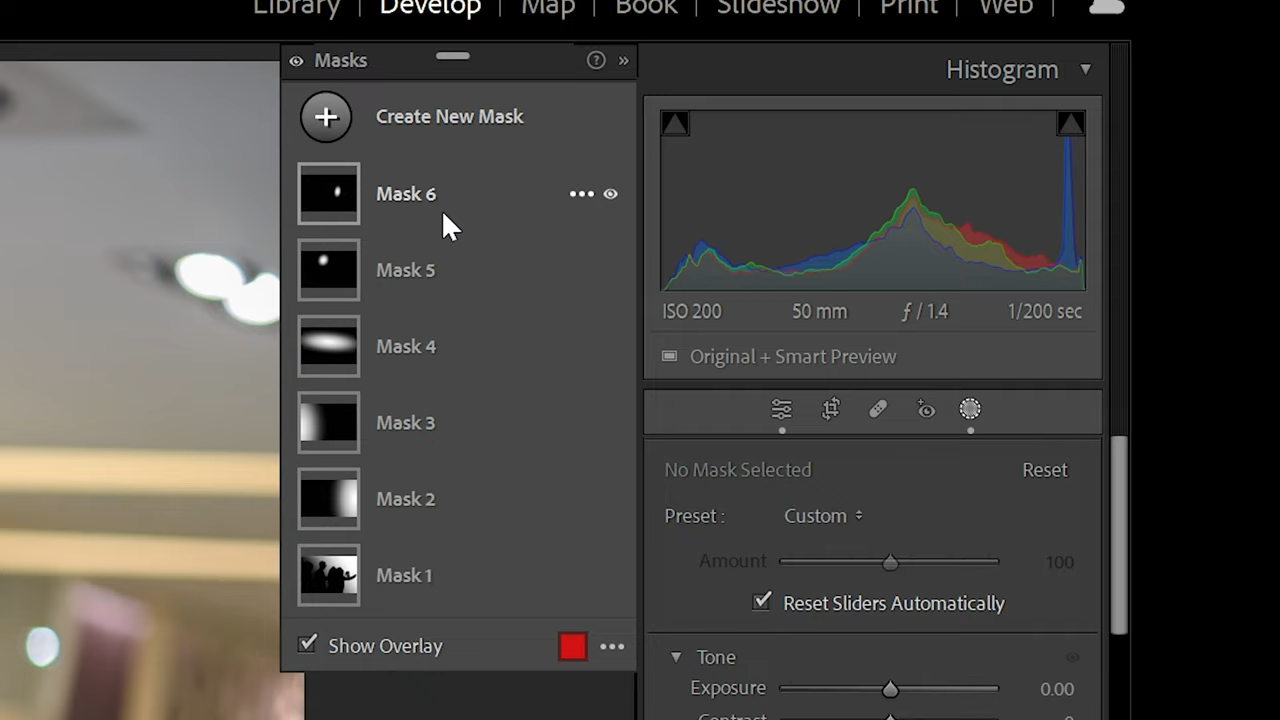 Library | Develop | Map | Book | Slideshow | Print | Web |
Masks
Create New Mask
Mask 6
Mask 5
Mask 4
Mask 3
Mask 2
Mask 1
Show Overlay
Histogram
ISO 200 50 mm ƒ / 1.4 1/200 sec
Original + Smart Preview
No Mask Selected Reset
Preset : Custom
Amount 100
Reset Sliders Automatically
Tone
Exposure 0.00
Contrast 0